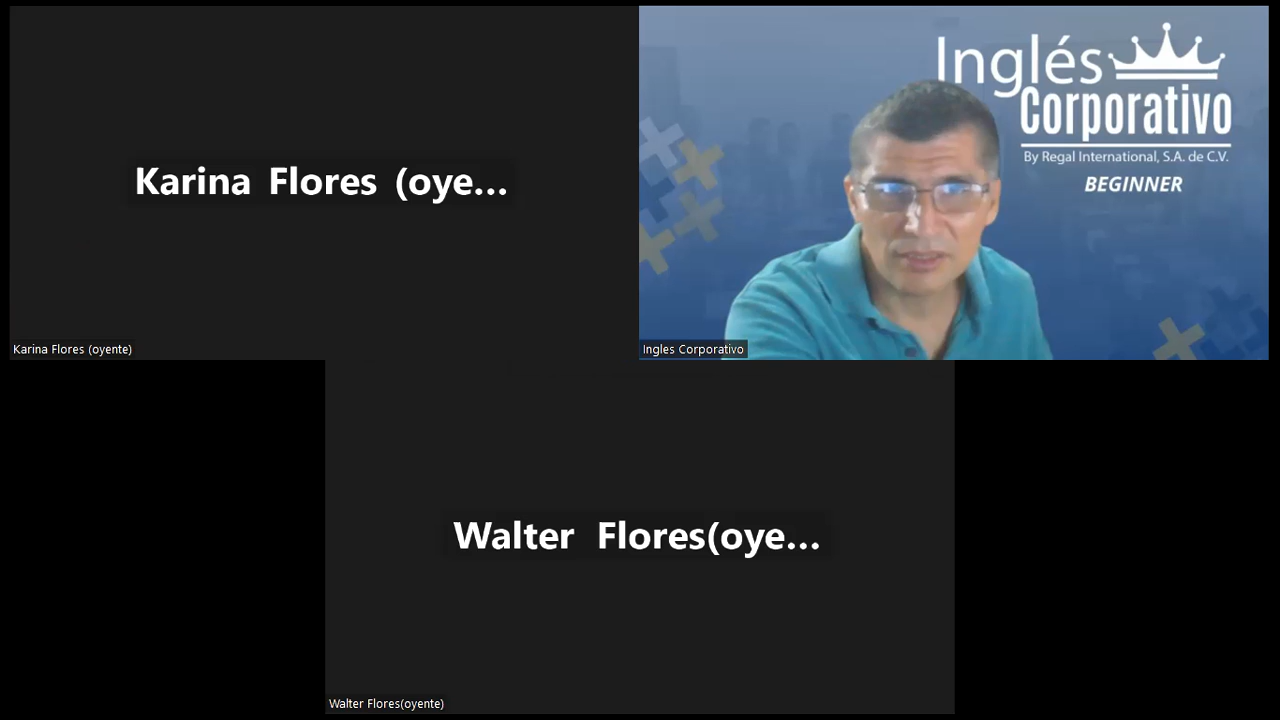 Karina Flores (oye...
Karina Flores (oyente)
Inglés
Corporativo
By Regal International, S.A. de C.V.
BEGINNER
Ingles Corporativo
Walter Flores(oye...
Walter Flores(oyente)